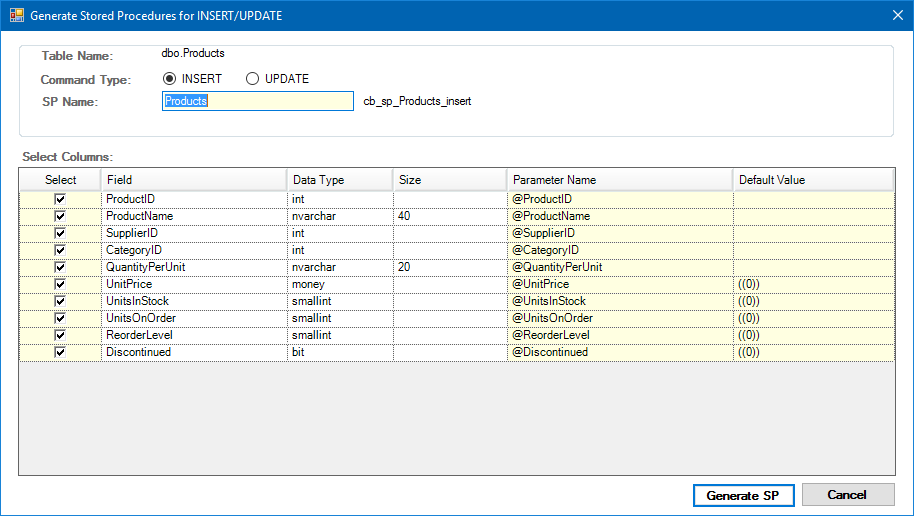 Generate Stored Procedures for INSERT/UPDATE
Table Name: dbo.Products
Command Type: INSERT UPDATE
SP Name: Products cb_sp_Products_insert
Select Columns:
Select Field Data Type Size Parameter Name Default Value
ProductID int @ProductID
ProductName nvarchar 40 @ProductName
SupplierID int @SupplierID
CategoryID int @CategoryID
QuantityPerUnit nvarchar 20 @QuantityPerUnit
UnitPrice money @UnitPrice ((0))
UnitsInStock smallint @UnitsInStock ((0))
UnitsOnOrder smallint @UnitsOnOrder ((0))
ReorderLevel smallint @ReorderLevel ((0))
Discontinued bit @Discontinued ((0))
Generate SP Cancel